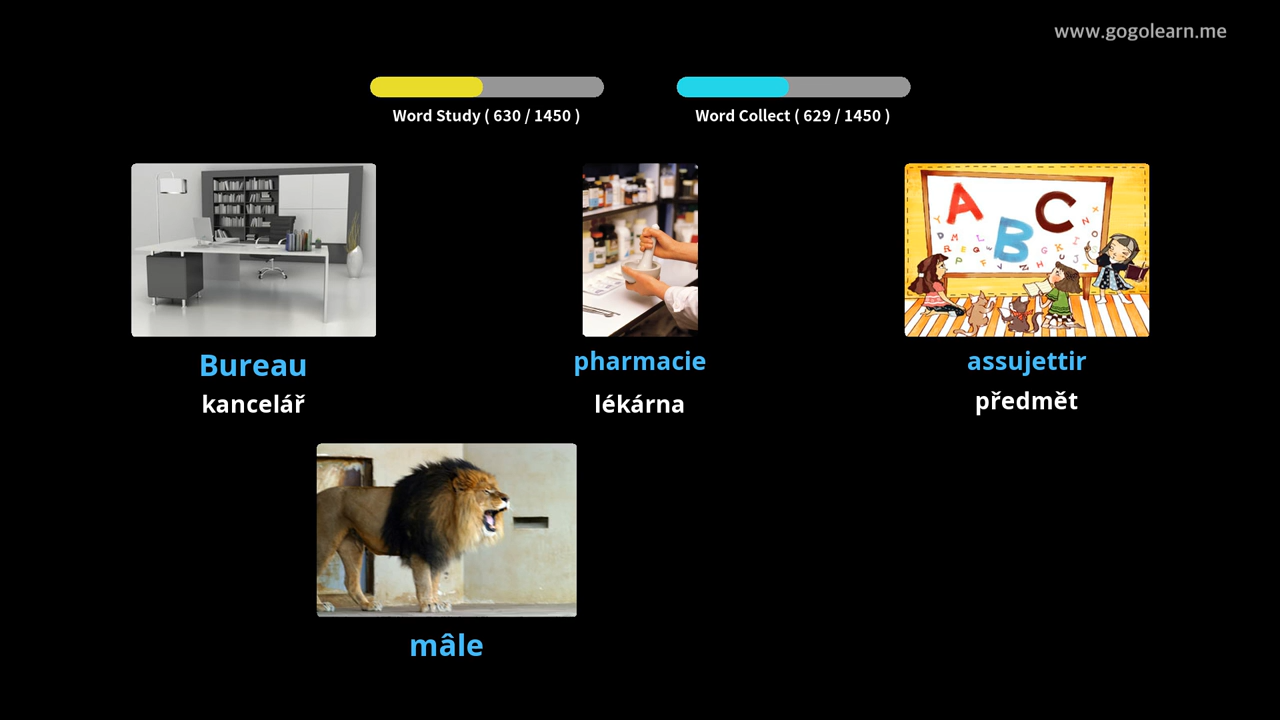 www.gogolearn.me
Word Study ( 630 / 1450 )
Word Collect ( 629 / 1450 )
Bureau
kancelář
pharmacie
lékárna
assujettir
předmět
A B C
mâle